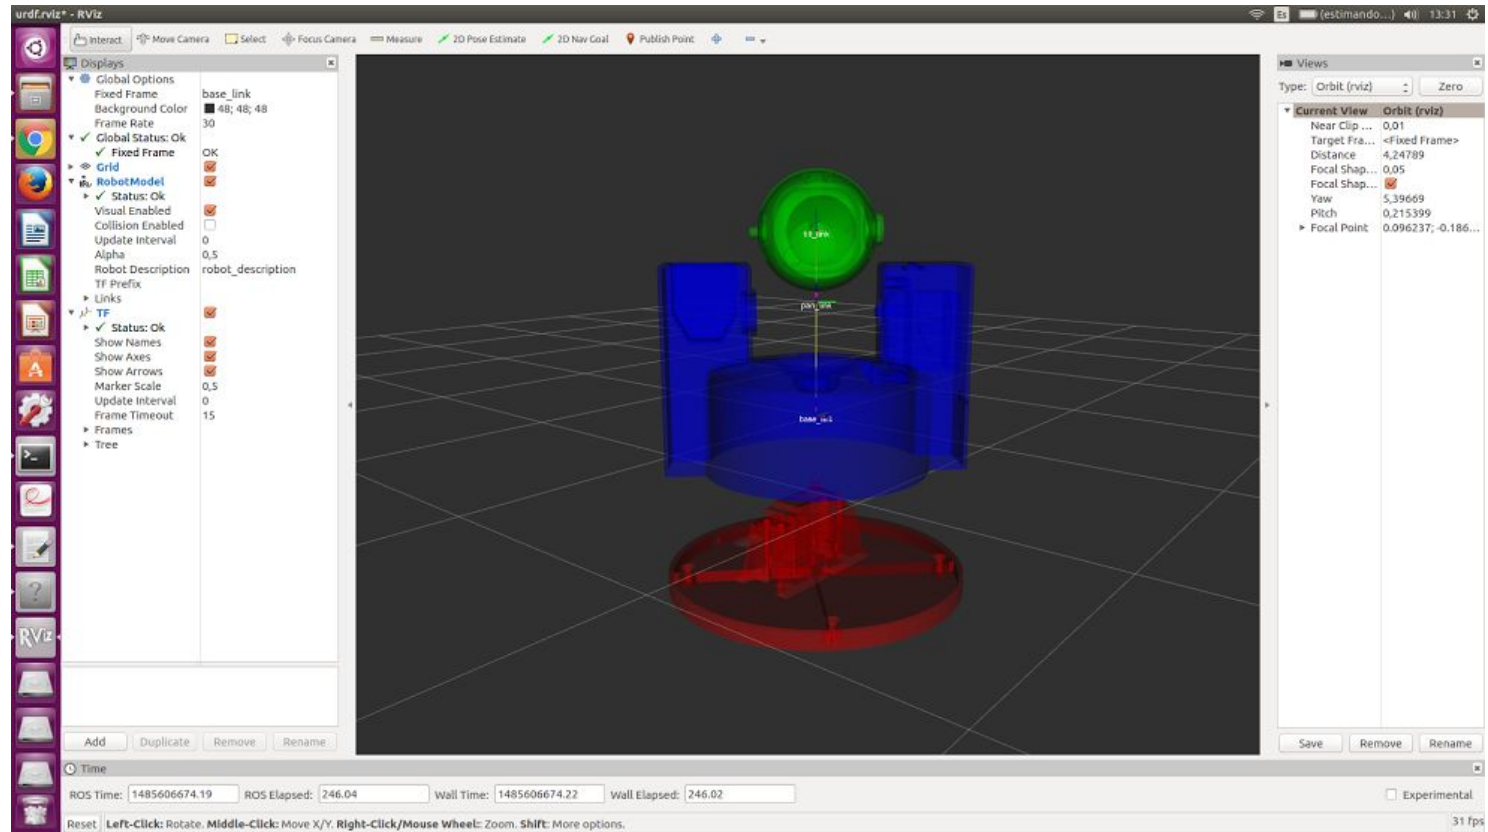 urdf.rviz* - RViz
Es (estimando...) 13:31
Interact Move Camera Select Focus Camera Measure 2D Pose Estimate 2D Nav Goal Publish Point
Displays
Global Options
Fixed Frame base_link
Background Color 48; 48; 48
Frame Rate 30
Global Status: Ok
Fixed Frame OK
Grid
RobotModel
Status: Ok
Visual Enabled
Collision Enabled
Update Interval 0
Alpha 0,5
Robot Description robot_description
TF Prefix
Links
TF
Status: Ok
Show Names
Show Axes
Show Arrows
Marker Scale 0,5
Update Interval 0
Frame Timeout 15
Frames
Tree
Add Duplicate Remove Rename
tilt_link
pan_link
base_link
Views
Type: Orbit (rviz) Zero
Current View Orbit (rviz)
Near Clip ... 0,01
Target Fra... <Fixed Frame>
Distance 4,24789
Focal Shap... 0,05
Focal Shap...
Yaw 5,39669
Pitch 0,215399
Focal Point 0.096237; -0.186...
Save Remove Rename
RViz
Time
ROS Time: 1485606674.19 ROS Elapsed: 246.04 Wall Time: 1485606674.22 Wall Elapsed: 246.02 Experimental
Reset Left-Click: Rotate. Middle-Click: Move X/Y. Right-Click/Mouse Wheel: Zoom. Shift: More options. 31 fps